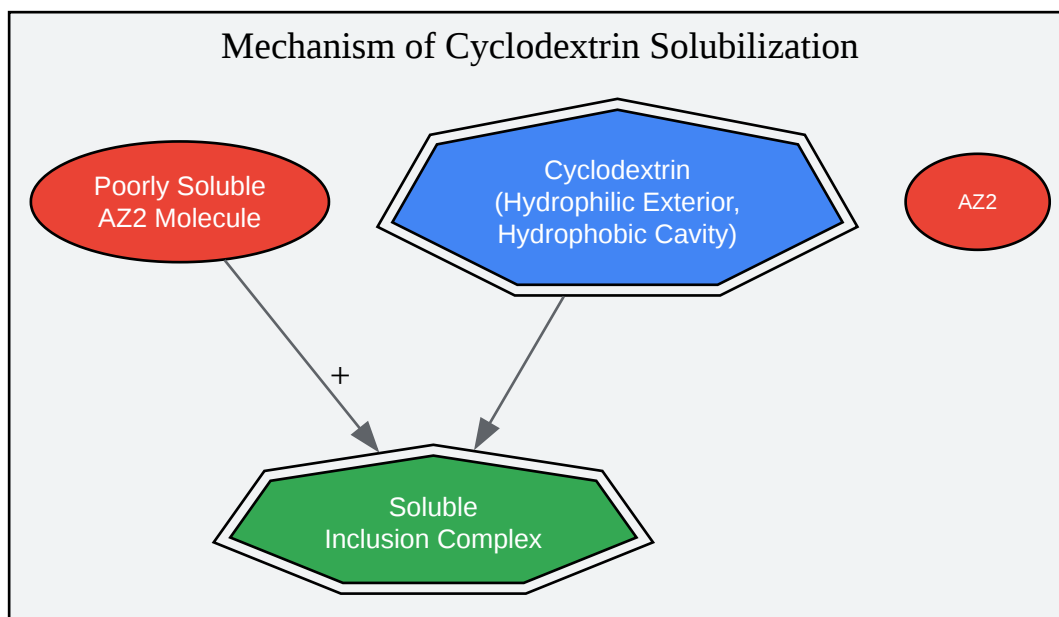 Mechanism of Cyclodextrin Solubilization
Poorly Soluble
AZ2 Molecule
Cyclodextrin
(Hydrophilic Exterior,
Hydrophobic Cavity)
AZ2
+
Soluble
Inclusion Complex